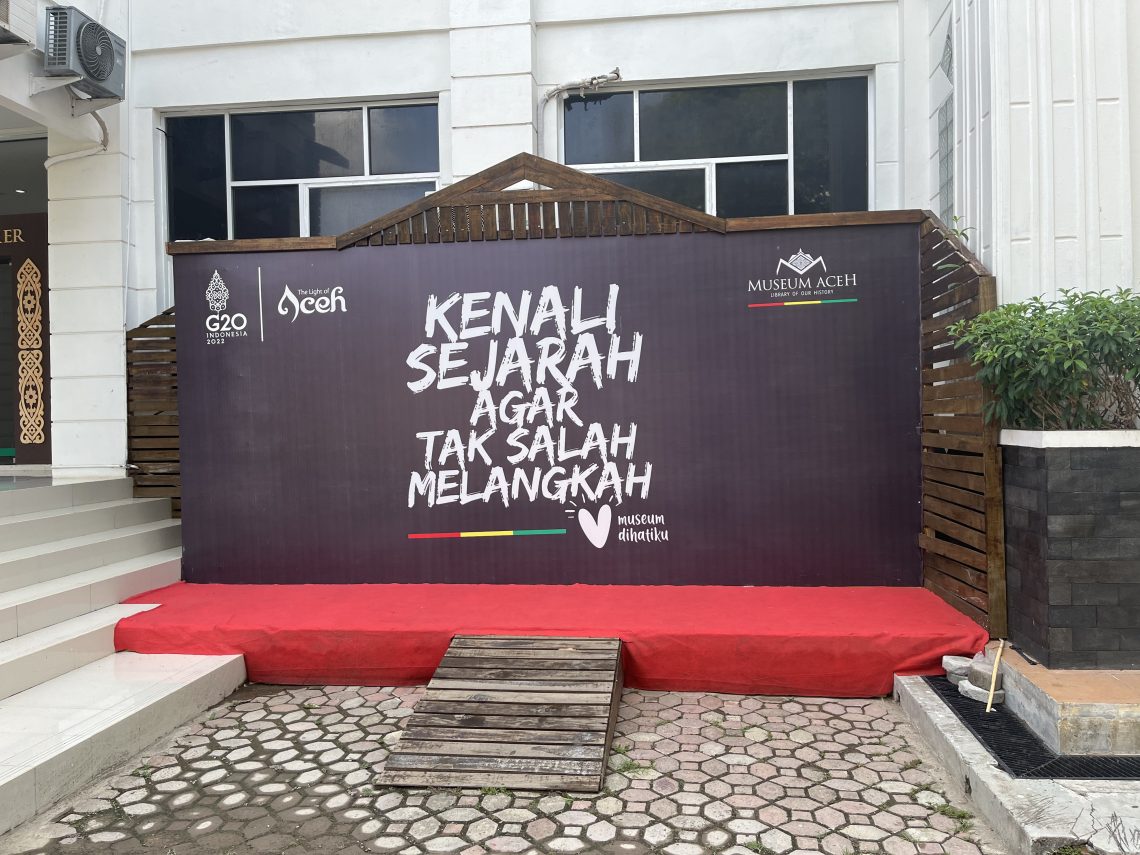 RER
G20
INDONESIA
2022
The Light of
Aceh
MUSEUM ACEH
LIBRARY OF OUR HISTORY
KENALI
SEJARAH
AGAR
TAK SALAH
MELANGKAH
museum
dihatiku